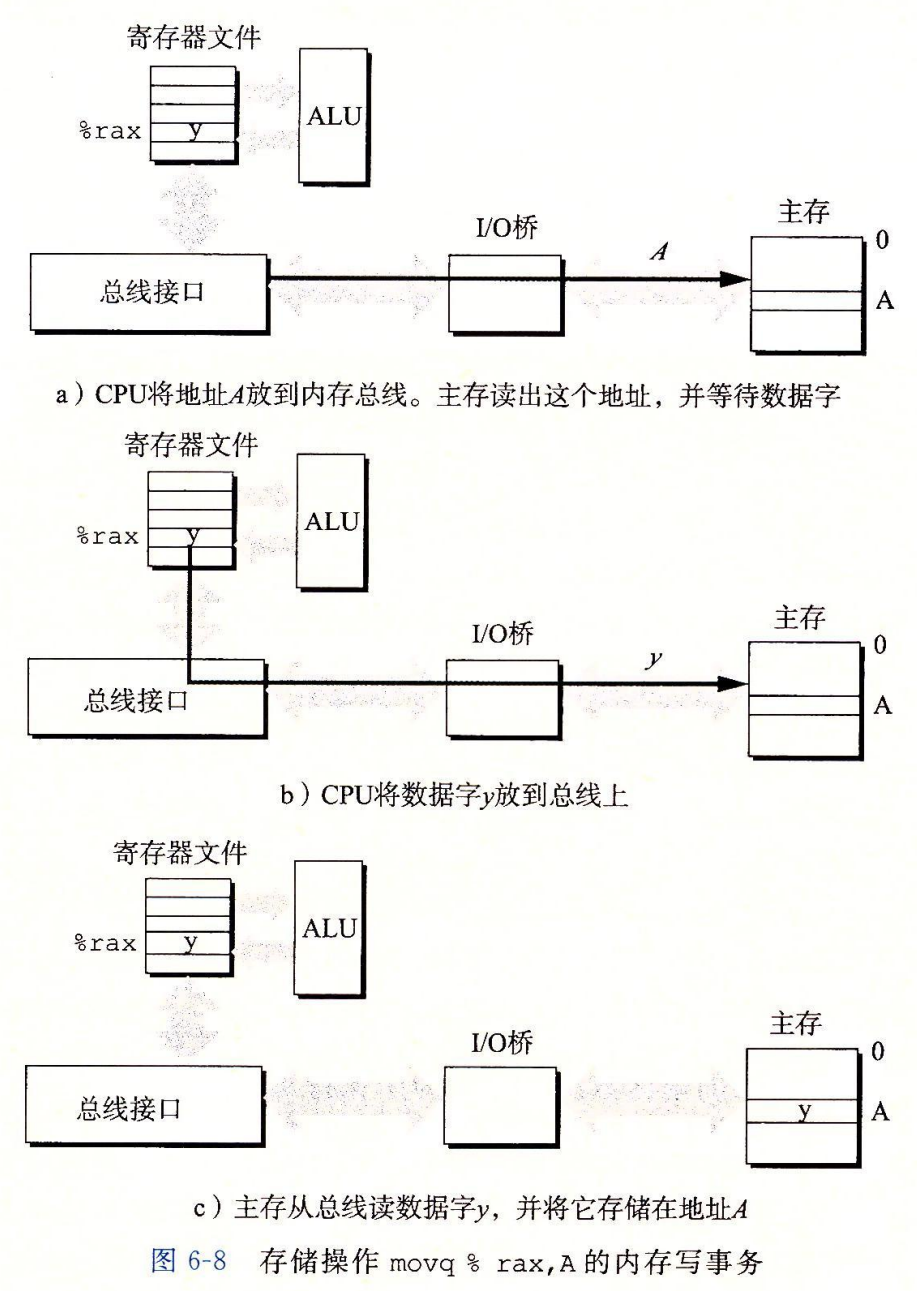 寄存器文件
%rax
y
ALU
I/O桥
主存
0
A
总线接口
A
a）CPU将地址A放到内存总线。主存读出这个地址，并等待数据字
寄存器文件
%rax
y
ALU
I/O桥
主存
0
y
总线接口
A
b）CPU将数据字y放到总线上
寄存器文件
%rax
y
ALU
I/O桥
主存
0
总线接口
y
A
c）主存从总线读数据字y，并将它存储在地址A
图 6-8 存储操作 movq % rax,A 的内存写事务